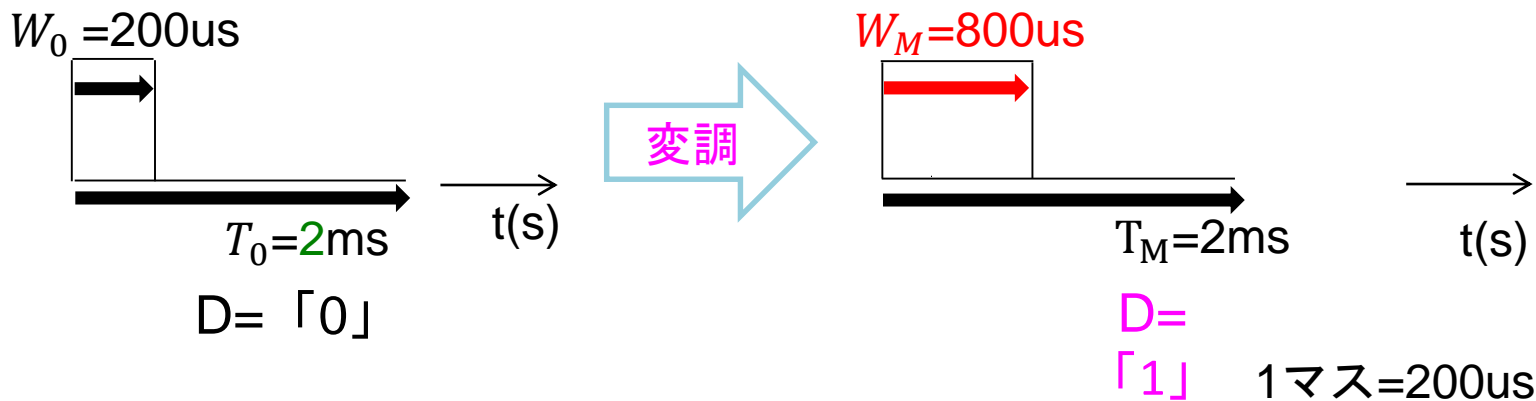 W₀ =200us
W_M=800us
変調
t(s)
t(s)
T₀=2ms
T_M=2ms
D=「0」
D=
「1」
1マス=200us